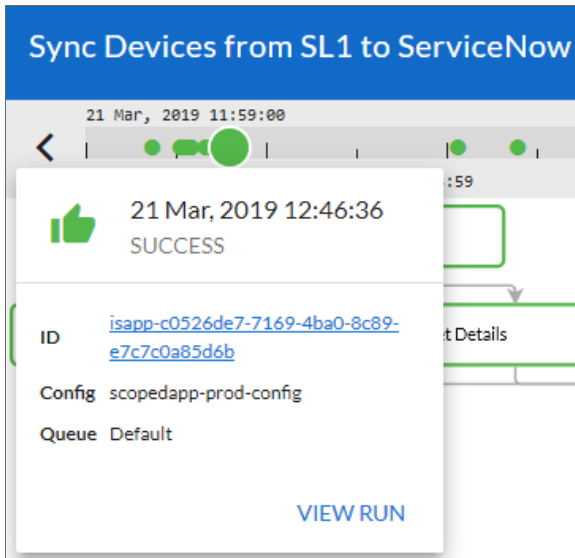 Sync Devices from SL1 to ServiceNow
21 Mar, 2019 11:59:00
:59
21 Mar, 2019 12:46:36
SUCCESS
ID isapp-c0526de7-7169-4ba0-8c89-
e7c7c0a85d6b
t Details
Config scopedapp-prod-config
Queue Default
VIEW RUN